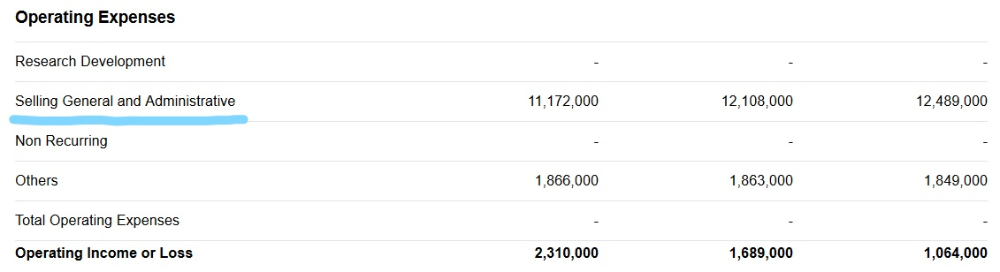 Operating Expenses
Research Development - - -
Selling General and Administrative 11,172,000 12,108,000 12,489,000
Non Recurring - - -
Others 1,866,000 1,863,000 1,849,000
Total Operating Expenses - - -
Operating Income or Loss 2,310,000 1,689,000 1,064,000